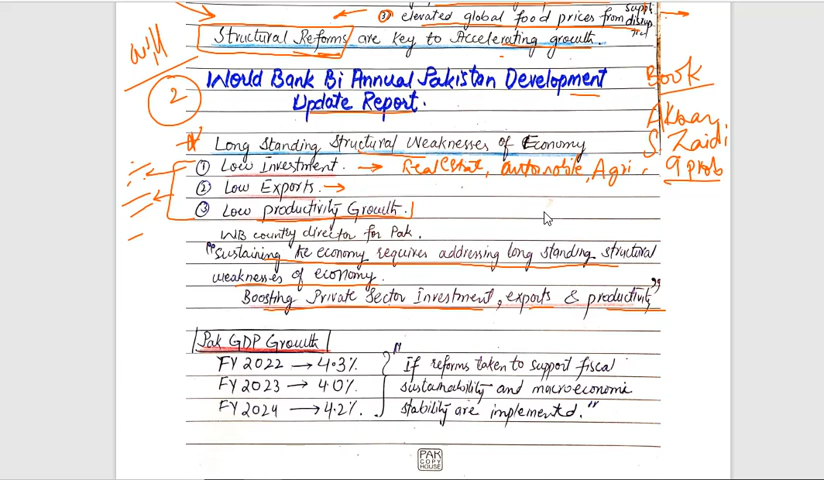 ③ elevated global food prices from supply
Structural Reforms are key to Accelerating growth.
②
World Bank Bi Annual Pakistan Development
Update Report.
Book
Akbar
S. Zaidi
9 prob
Long Standing Structural Weaknesses of Economy
① Low Investment. → Real Estate, automobile, Agri.
② Low Exports. →
③ Low productivity Growth.
WB country director for Pak.
"Sustaining the economy requires addressing long standing structural
weaknesses of economy.
Boosting Private Sector Investment, exports & productivity"
Pak GDP Growth
FY 2022 → 4.3%
FY 2023 → 4.0%
FY 2024 → 4.2%
"If reforms taken to support fiscal
sustainability and macroeconomic
stability are implemented."
PAK
COPY
HOUSE